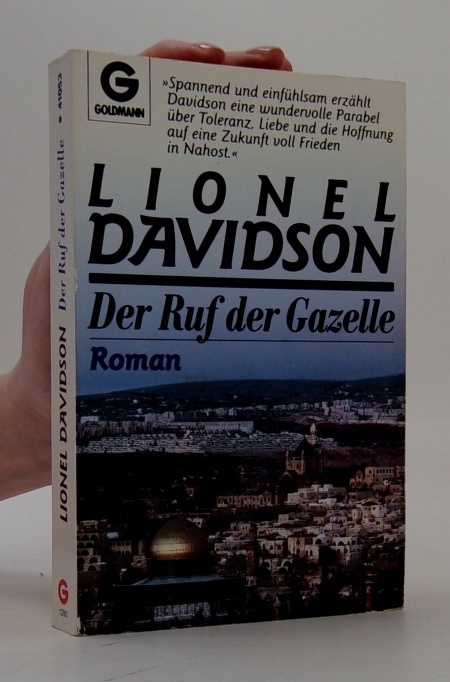 G
GOLDMANN
»Spannend und einfühlsam erzählt
Davidson eine wundervolle Parabel
über Toleranz, Liebe und die Hoffnung
auf eine Zukunft voll Frieden
in Nahost.«
LIONEL
DAVIDSON
Der Ruf der Gazelle
Roman
LIONEL DAVIDSON Der Ruf der Gazelle • 41053
G